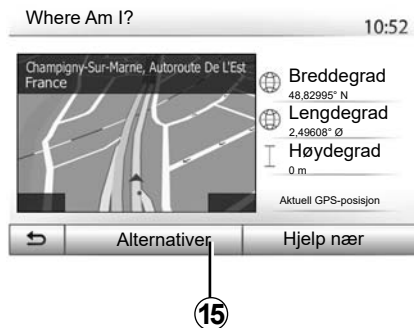 Where Am I?
10:52
Champigny-Sur-Marne, Autoroute De L'Est
France
Breddegrad
48,82995° N
Lengdegrad
2,49608° Ø
Høydegrad
0 m
Aktuell GPS-posisjon
Alternativer
Hjelp nær
15